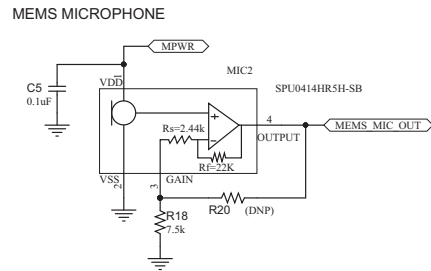 MEMS MICROPHONE
MPWR
C5
0.1uF
VDD
1
MIC2
SPU0414HR5H-SB
Rs=2.44k
Rf=22K
4
OUTPUT
MEMS_MIC_OUT
VSS
2
3
GAIN
R18
7.5k
R20
(DNP)